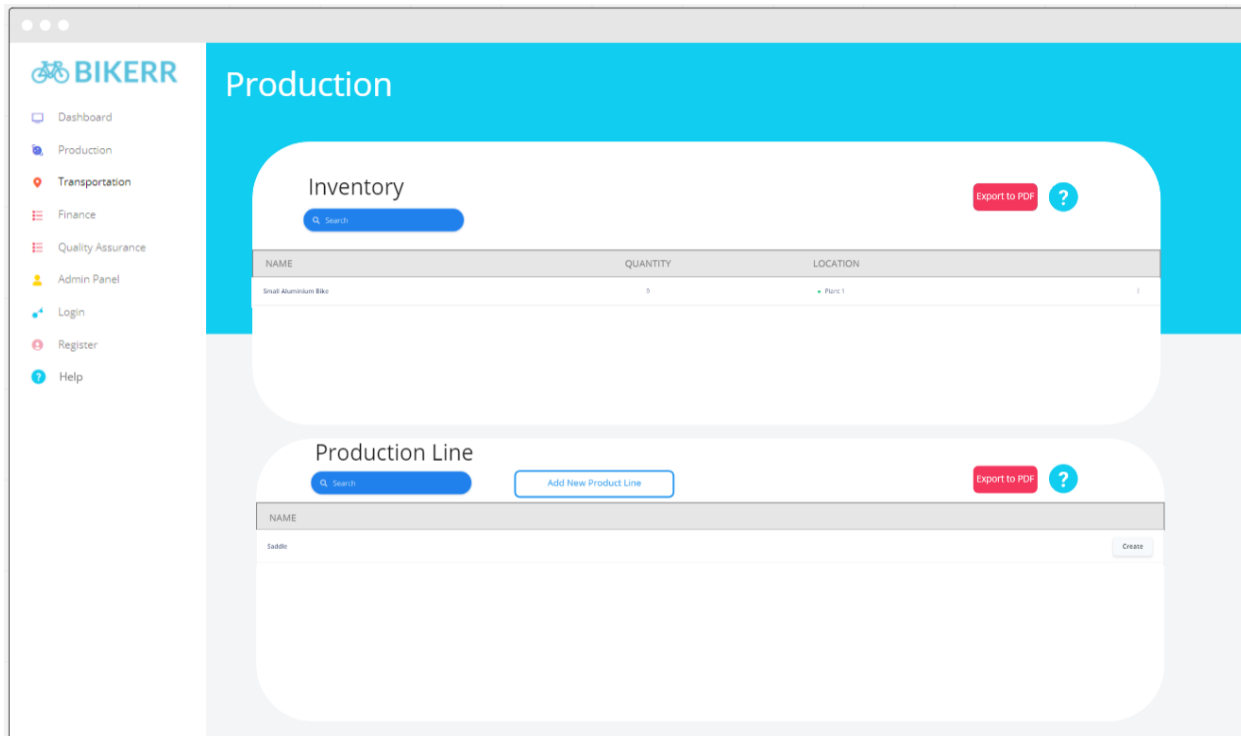 BIKERR
Dashboard
Production
Transportation
Finance
Quality Assurance
Admin Panel
Login
Register
? Help
Production
Inventory
Search
Export to PDF ?
NAME QUANTITY LOCATION
Small Aluminium Bike 5 Plant 1
Production Line
Search
Add New Product Line
Export to PDF ?
NAME
Saddle Create